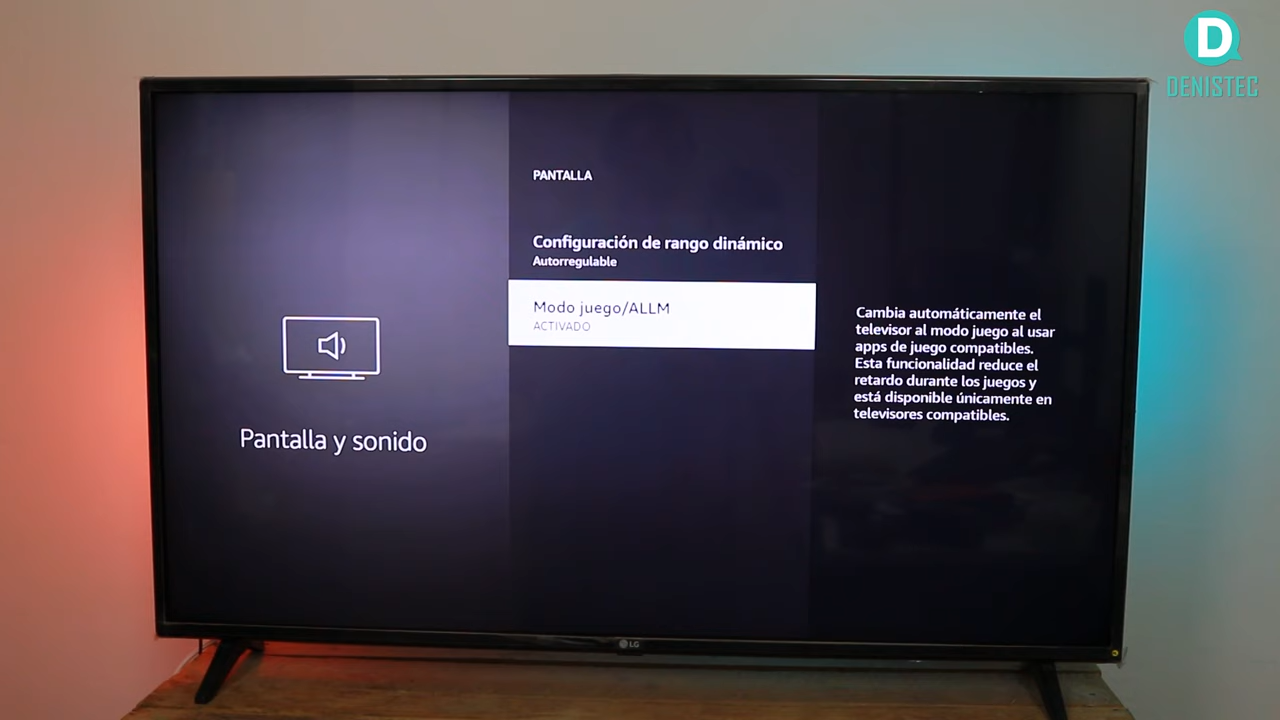 D
DENISTEC
PANTALLA
Configuración de rango dinámico
Autorregulable
Modo juego/ALLM
ACTIVADO
Pantalla y sonido
Cambia automáticamente el
televisor al modo juego al usar
apps de juego compatibles.
Esta funcionalidad reduce el
retardo durante los juegos y
está disponible únicamente en
televisores compatibles.
LG